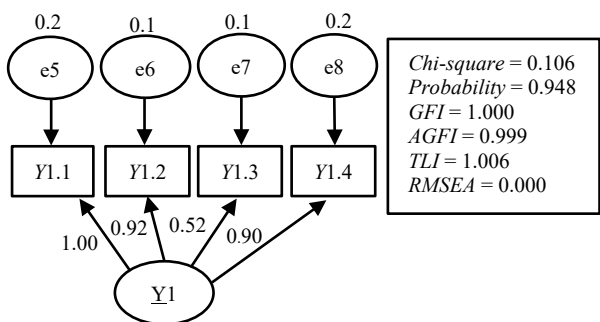 0.2 0.1 0.1 0.2
e5 e6 e7 e8
Y1.1 Y1.2 Y1.3 Y1.4
1.00 0.92 0.52 0.90
Y1
Chi-square = 0.106
Probability = 0.948
GFI = 1.000
AGFI = 0.999
TLI = 1.006
RMSEA = 0.000